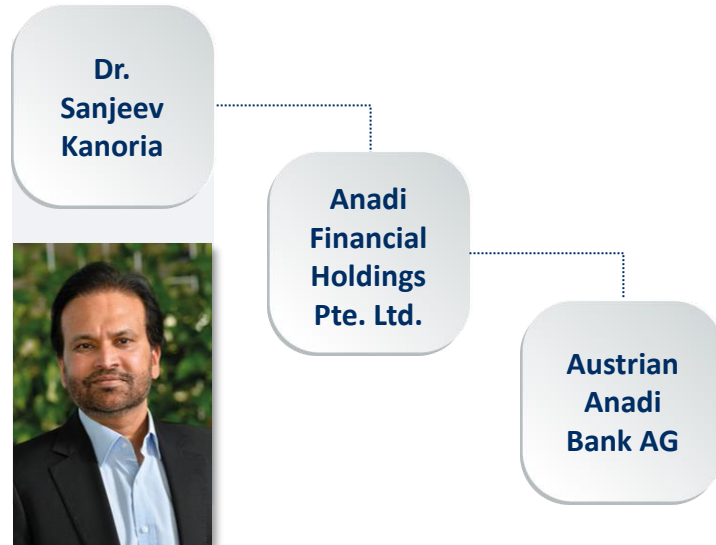 Dr.
Sanjeev
Kanoria
Anadi
Financial
Holdings
Pte. Ltd.
Austrian
Anadi
Bank AG